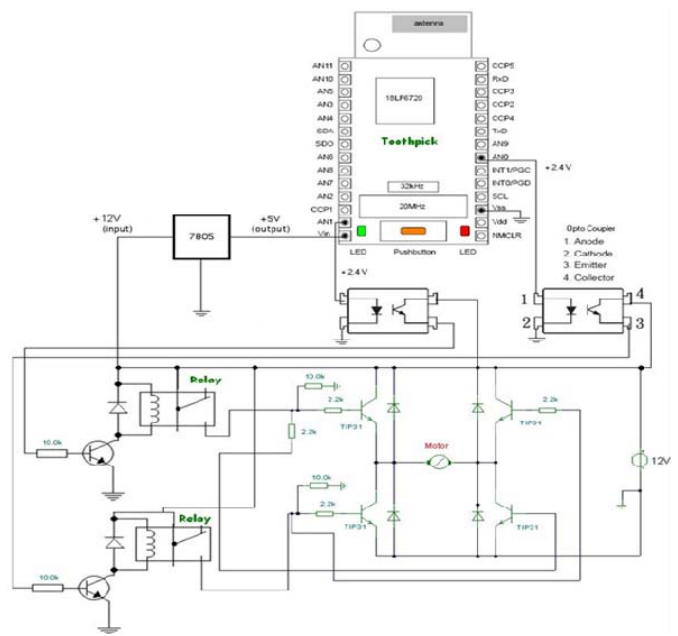 antenna
AN11
AN10
AN5
AN3
AN4
SDA
SDO
AN6
AN8
AN7
AN2
CCP1
AN1
Vin
CCP5
RxD
CCP3
CCP2
CCP4
TxD
AN9
AN0
INT1/PGC
INT0/PGD
SCL
Vss
Vdd
NMCLR
18LF6720
Toothpick
32kHz
20MHz
LED
Pushbutton
LED
+2.4V
+12V
(input)
7805
+5V
(output)
+2.4V
Opto Coupler
1. Anode
2. Cathode
3. Emitter
4. Collector
1
2
4
3
Relay
10.0k
10.0k
2.2k
2.2k
TIP31
2.2k
TIP31
Motor
12V
Relay
10.0k
10.0k
2.2k
TIP31
TIP31